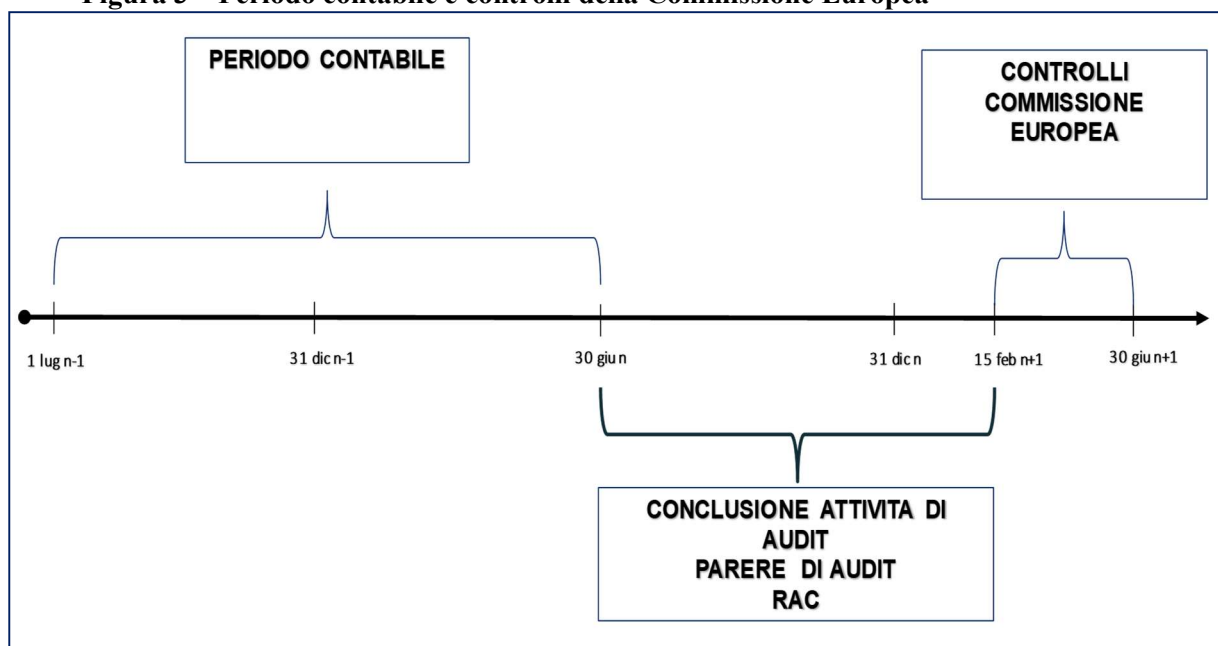 Figura 3 – Periodo contabile e controlli della Commissione Europea
PERIODO CONTABILE
CONTROLLI
COMMISSIONE
EUROPEA
1 lug n-1
31 dic n-1
30 giu n
31 dic n
15 feb n+1
30 giu n+1
CONCLUSIONE ATTIVITA DI
AUDIT
PARERE DI AUDIT
RAC